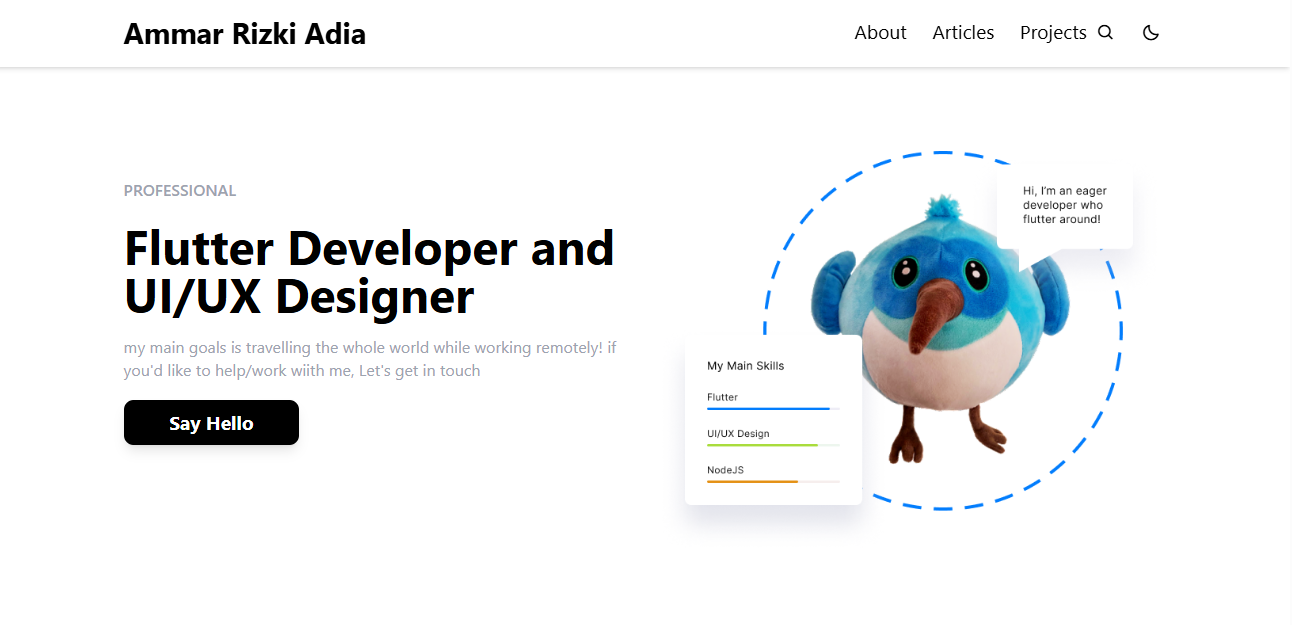 Ammar Rizki Adia
About Articles Projects
PROFESSIONAL
Flutter Developer and
UI/UX Designer
my main goals is travelling the whole world while working remotely! if
you'd like to help/work wiith me, Let's get in touch
Say Hello
Hi, I'm an eager
developer who
flutter around!
My Main Skills
Flutter
UI/UX Design
NodeJS